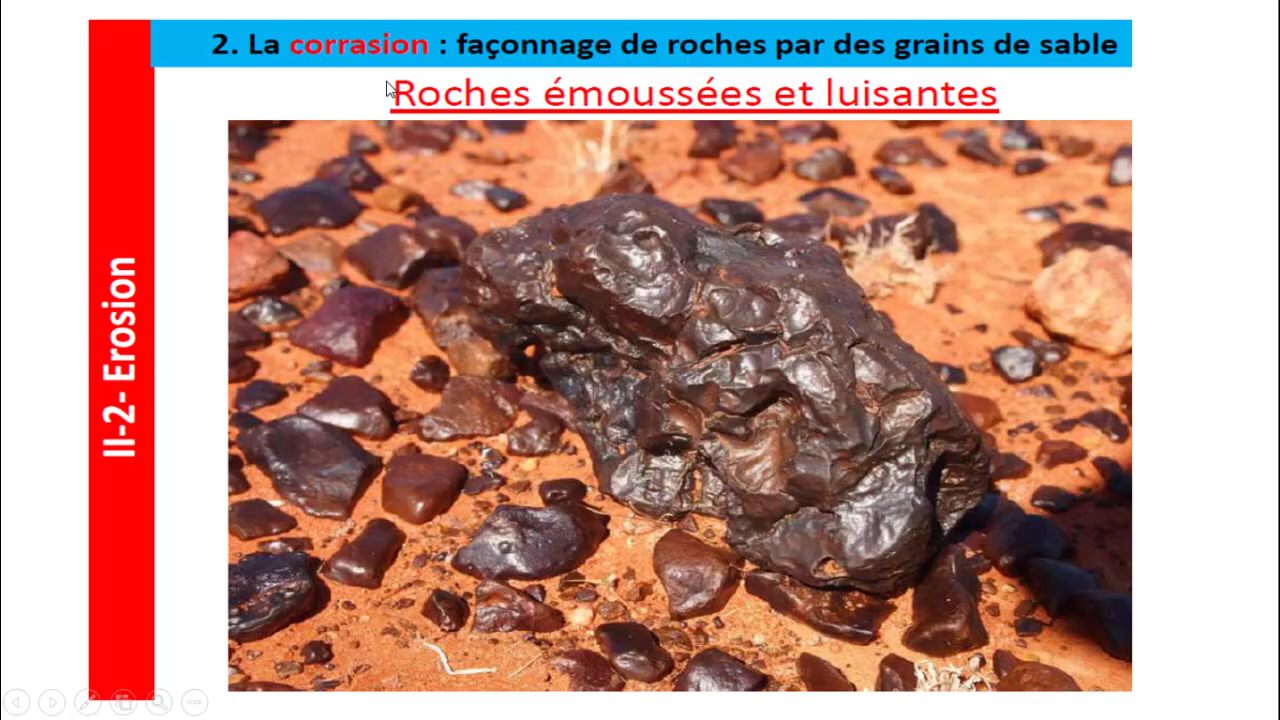 2. La corrasion : façonnage de roches par des grains de sable
Roches émoussées et luisantes
II-2- Erosion